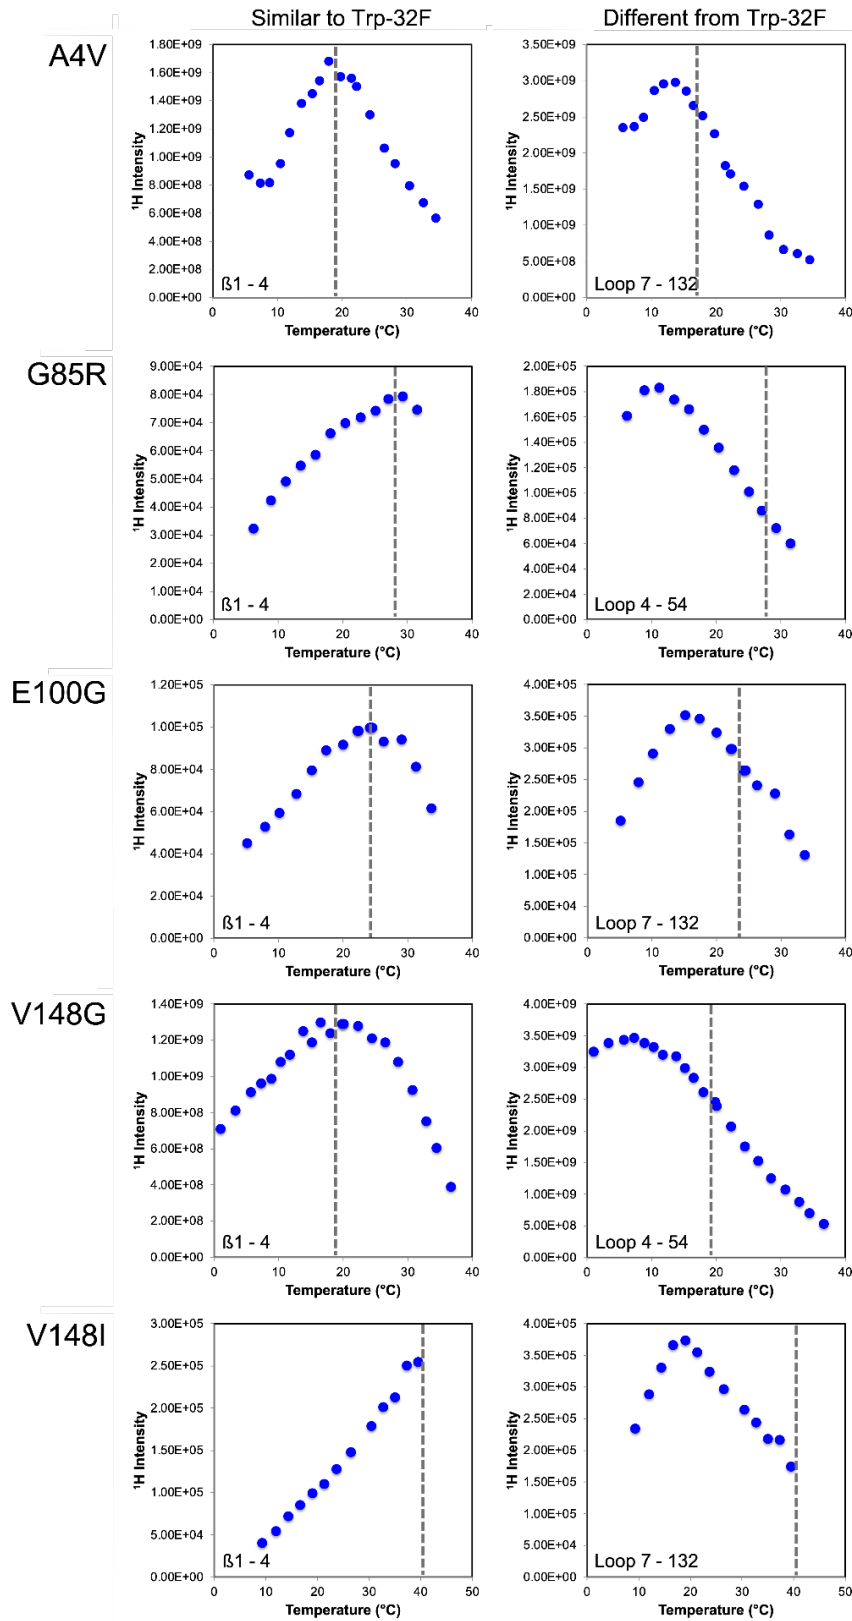 Similar to Trp-32F
Different from Trp-32F
A4V
1.80E+09
1.60E+09
1.40E+09
1.20E+09
1.00E+09
8.00E+08
6.00E+08
4.00E+08
2.00E+08
0.00E+00
¹H Intensity
ß1 - 4
0 10 20 30 40
Temperature (°C)
3.50E+09
3.00E+09
2.50E+09
2.00E+09
1.50E+09
1.00E+09
5.00E+08
0.00E+00
¹H Intensity
Loop 7 - 132
0 10 20 30 40
Temperature (°C)
G85R
9.00E+04
8.00E+04
7.00E+04
6.00E+04
5.00E+04
4.00E+04
3.00E+04
2.00E+04
1.00E+04
0.00E+00
¹H Intensity
ß1 - 4
0 10 20 30 40
Temperature (°C)
2.00E+05
1.80E+05
1.60E+05
1.40E+05
1.20E+05
1.00E+05
8.00E+04
6.00E+04
4.00E+04
2.00E+04
0.00E+00
¹H Intensity
Loop 4 - 54
0 10 20 30 40
Temperature (°C)
E100G
1.20E+05
1.00E+05
8.00E+04
6.00E+04
4.00E+04
2.00E+04
0.00E+00
¹H Intensity
ß1 - 4
0 10 20 30 40
Temperature (°C)
4.00E+05
3.50E+05
3.00E+05
2.50E+05
2.00E+05
1.50E+05
1.00E+05
5.00E+04
0.00E+00
¹H Intensity
Loop 7 - 132
0 10 20 30 40
Temperature (°C)
V148G
1.40E+09
1.20E+09
1.00E+09
8.00E+08
6.00E+08
4.00E+08
2.00E+08
0.00E+00
¹H Intensity
ß1 - 4
0 10 20 30 40
Temperature (°C)
4.00E+09
3.50E+09
3.00E+09
2.50E+09
2.00E+09
1.50E+09
1.00E+09
5.00E+08
0.00E+00
¹H Intensity
Loop 4 - 54
0 10 20 30 40
Temperature (°C)
V148I
3.00E+05
2.50E+05
2.00E+05
1.50E+05
1.00E+05
5.00E+04
0.00E+00
¹H Intensity
ß1 - 4
0 10 20 30 40 50
Temperature (°C)
4.00E+05
3.50E+05
3.00E+05
2.50E+05
2.00E+05
1.50E+05
1.00E+05
5.00E+04
0.00E+00
¹H Intensity
Loop 7 - 132
0 10 20 30 40 50
Temperature (°C)